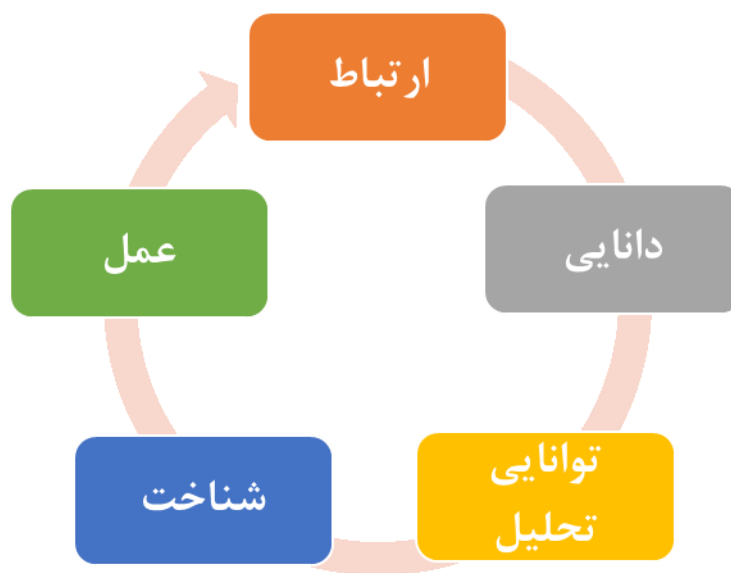 ارتباط
دانایی
توانایی
تحلیل
شناخت
عمل